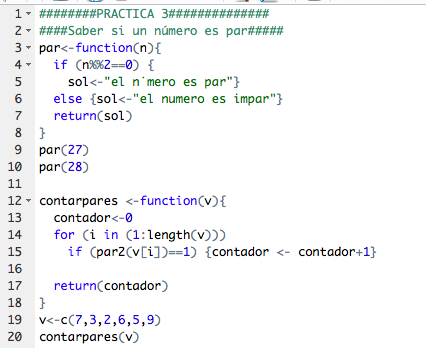 1 ########PRACTICA 3##############
2 ####Saber si un número es par#####
3 par<-function(n){
4 if (n%%2==0) {
5 sol<-"el n˙mero es par"}
6 else {sol<-"el numero es impar"}
7 return(sol)
8 }
9 par(27)
10 par(28)
11
12 contarpares <-function(v){
13 contador<-0
14 for (i in (1:length(v)))
15 if (par2(v[i])==1) {contador <- contador+1}
16
17 return(contador)
18 }
19 v<-c(7,3,2,6,5,9)
20 contarpares(v)